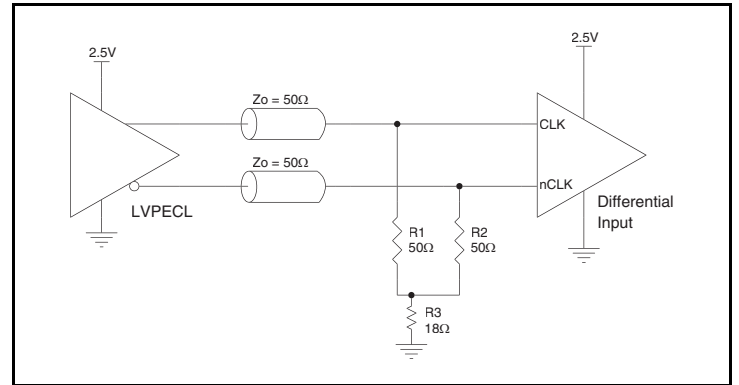 2.5V
2.5V
Zo = 50Ω
CLK
Zo = 50Ω
nCLK
LVPECL
Differential
Input
R1
50Ω
R2
50Ω
R3
18Ω